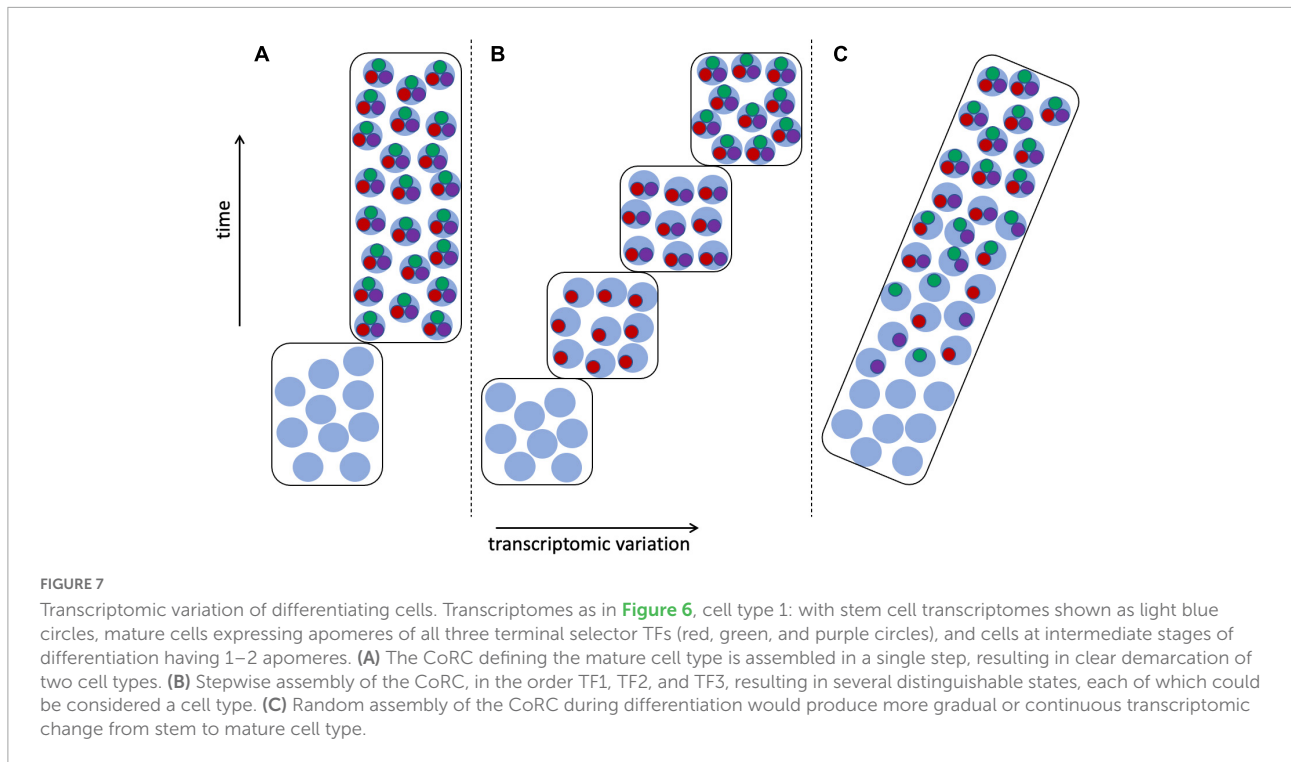 A
B
C
time
transcriptomic variation
FIGURE 7
Transcriptomic variation of differentiating cells. Transcriptomes as in Figure 6, cell type 1: with stem cell transcriptomes shown as light blue
circles, mature cells expressing apomeres of all three terminal selector TFs (red, green, and purple circles), and cells at intermediate stages of
differentiation having 1–2 apomeres. (A) The CoRC defining the mature cell type is assembled in a single step, resulting in clear demarcation of
two cell types. (B) Stepwise assembly of the CoRC, in the order TF1, TF2, and TF3, resulting in several distinguishable states, each of which could
be considered a cell type. (C) Random assembly of the CoRC during differentiation would produce more gradual or continuous transcriptomic
change from stem to mature cell type.